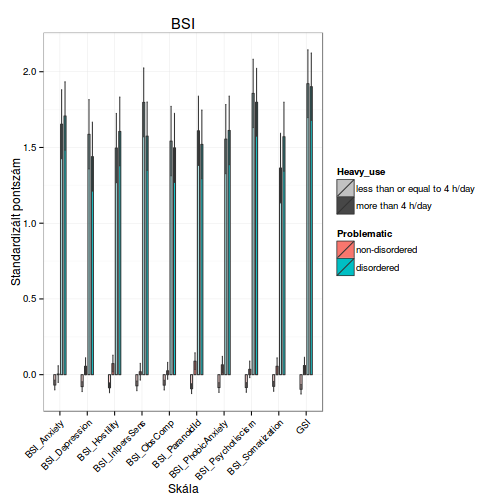 BSI
Standardizált pontszám
2.0
1.5
1.0
0.5
0.0
BSI_Anxiety
BSI_Depression
BSI_Hostility
BSI_InpersSens
BSI_ObsComp
BSI_ParanoidId
BSI_PhobicAnxiety
BSI_Psychoticism
BSI_Somatization
GSI
Skála
Heavy_use
less than or equal to 4 h/day
more than 4 h/day
Problematic
non-disordered
disordered